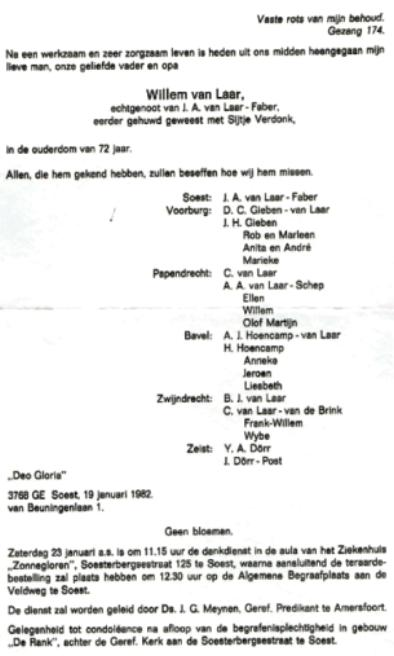 Vaste rots van mijn behoud.
Gezang 174.
Na een werkzaam en zeer zorgzaam leven is heden uit ons midden heengegaan mijn
lieve man, onze geliefde vader en opa
Willem van Laar,
echtgenoot van J. A. van Laar - Faber,
eerder gehuwd geweest met Sijtje Verdonk,
in de ouderdom van 72 jaar.
Allen, die hem gekend hebben, zullen beseffen hoe wij hem missen.
Soest: J. A. van Laar - Faber
Voorburg: D. C. Gieben - van Laar
J. H. Gieben
Rob en Marleen
Anita en André
Marieke
Papendrecht: C. van Laar
A. A. van Laar - Schep
Ellen
Willem
Olof Martijn
Bavel: A. J. Hoencamp - van Laar
H. Hoencamp
Anneke
Jeroen
Liesbeth
Zwijndrecht: B. J. van Laar
C. van Laar - van de Brink
Frank-Willem
Wybe
Zeist: Y. A. Dörr
J. Dörr - Post
„Deo Gloria"
3768 GE Soest, 19 januari 1982.
van Beuningenlaan 1.
Geen bloemen.
Zaterdag 23 januari a.s. is om 11.15 uur de dankdienst in de aula van het Ziekenhuis
„Zonnegloren", Soesterbergsestraat 125 te Soest, waarna aansluitend de teraarde-
bestelling zal plaats hebben om 12.30 uur op de Algemene Begraafplaats aan de
Veldweg te Soest.
De dienst zal worden geleid door Ds. J. G. Meynen, Geref. Predikant te Amersfoort.
Gelegenheid tot condoléance na afloop van de begrafenisplechtigheid in gebouw
„De Rank", achter de Geref. Kerk aan de Soesterbergsestraat te Soest.